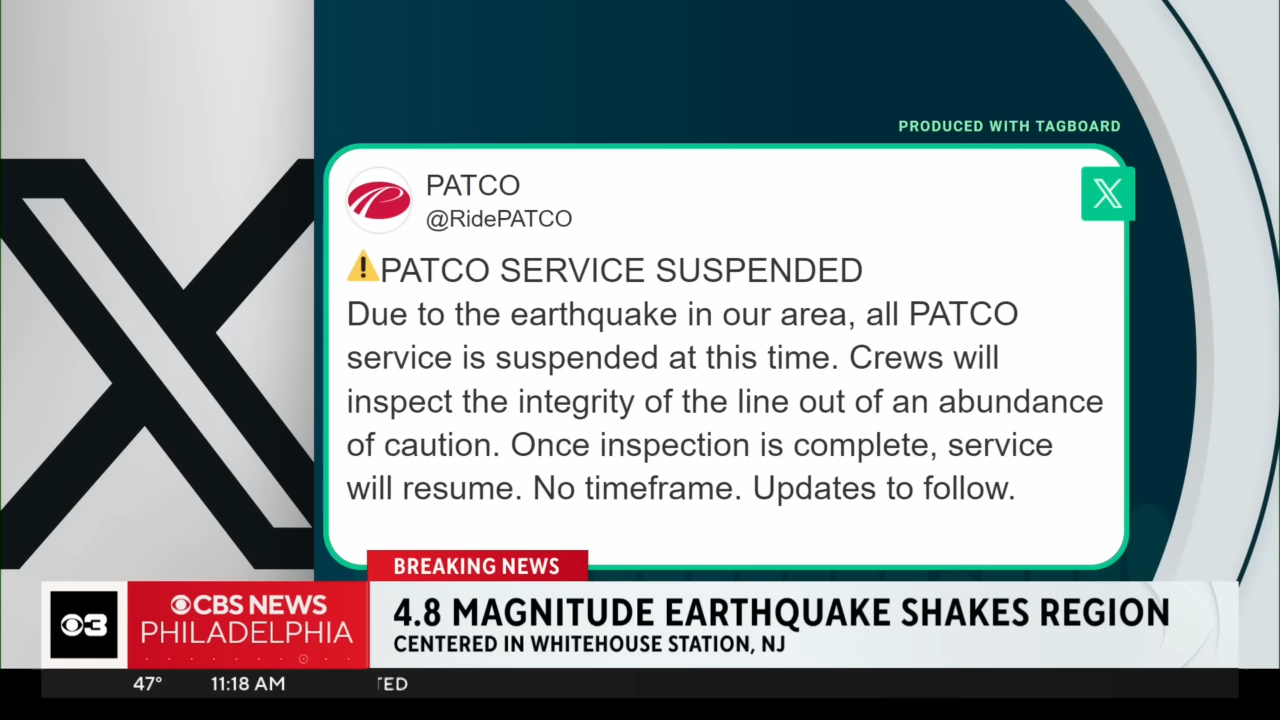 PRODUCED WITH TAGBOARD
PATCO
@RidePATCO
⚠PATCO SERVICE SUSPENDED
Due to the earthquake in our area, all PATCO
service is suspended at this time. Crews will
inspect the integrity of the line out of an abundance
of caution. Once inspection is complete, service
will resume. No timeframe. Updates to follow.
BREAKING NEWS
3
CBS NEWS
PHILADELPHIA
4.8 MAGNITUDE EARTHQUAKE SHAKES REGION
CENTERED IN WHITEHOUSE STATION, NJ
47° 11:18 AM